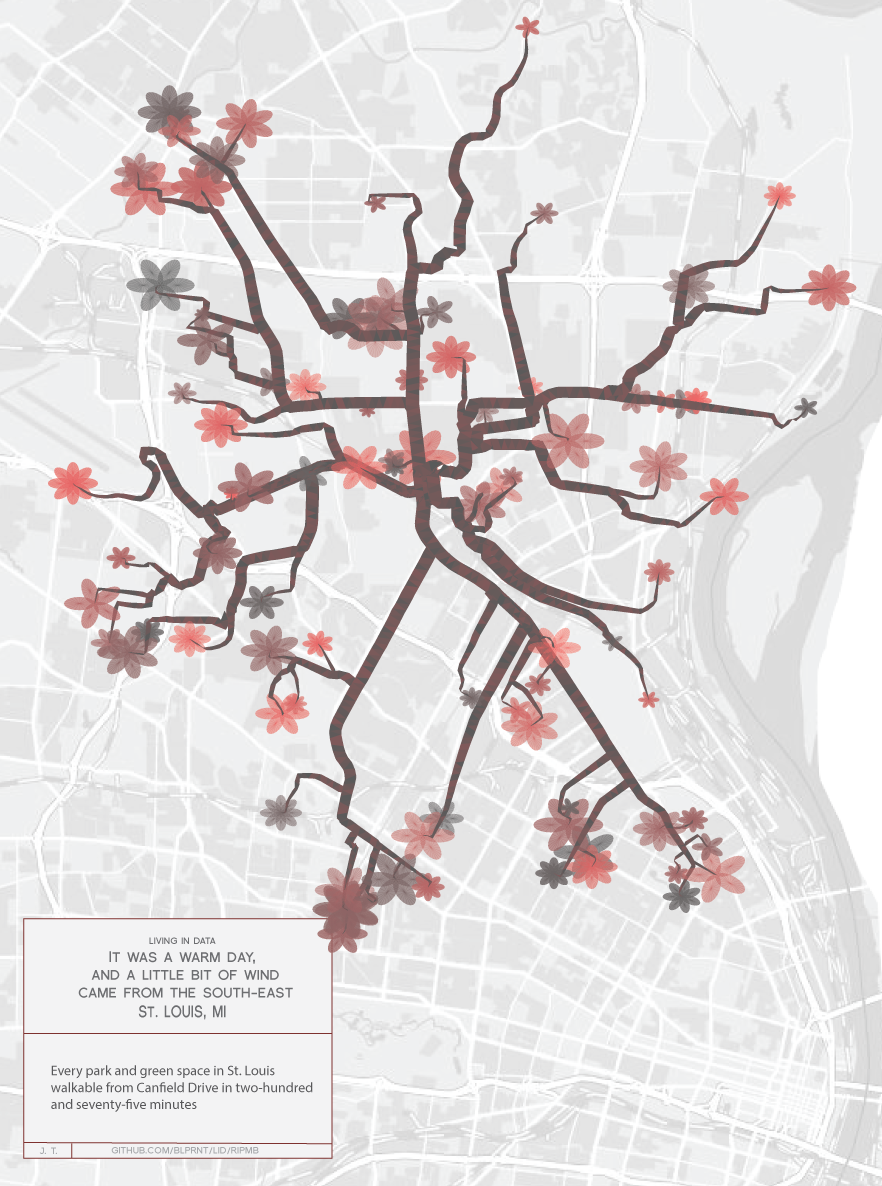 LIVING IN DATA
IT WAS A WARM DAY,
AND A LITTLE BIT OF WIND
CAME FROM THE SOUTH-EAST
ST. LOUIS, MI
Every park and green space in St. Louis
walkable from Canfield Drive in two-hundred
and seventy-five minutes
J. T. GITHUB.COM/BLPRNT/LID/RIPMB